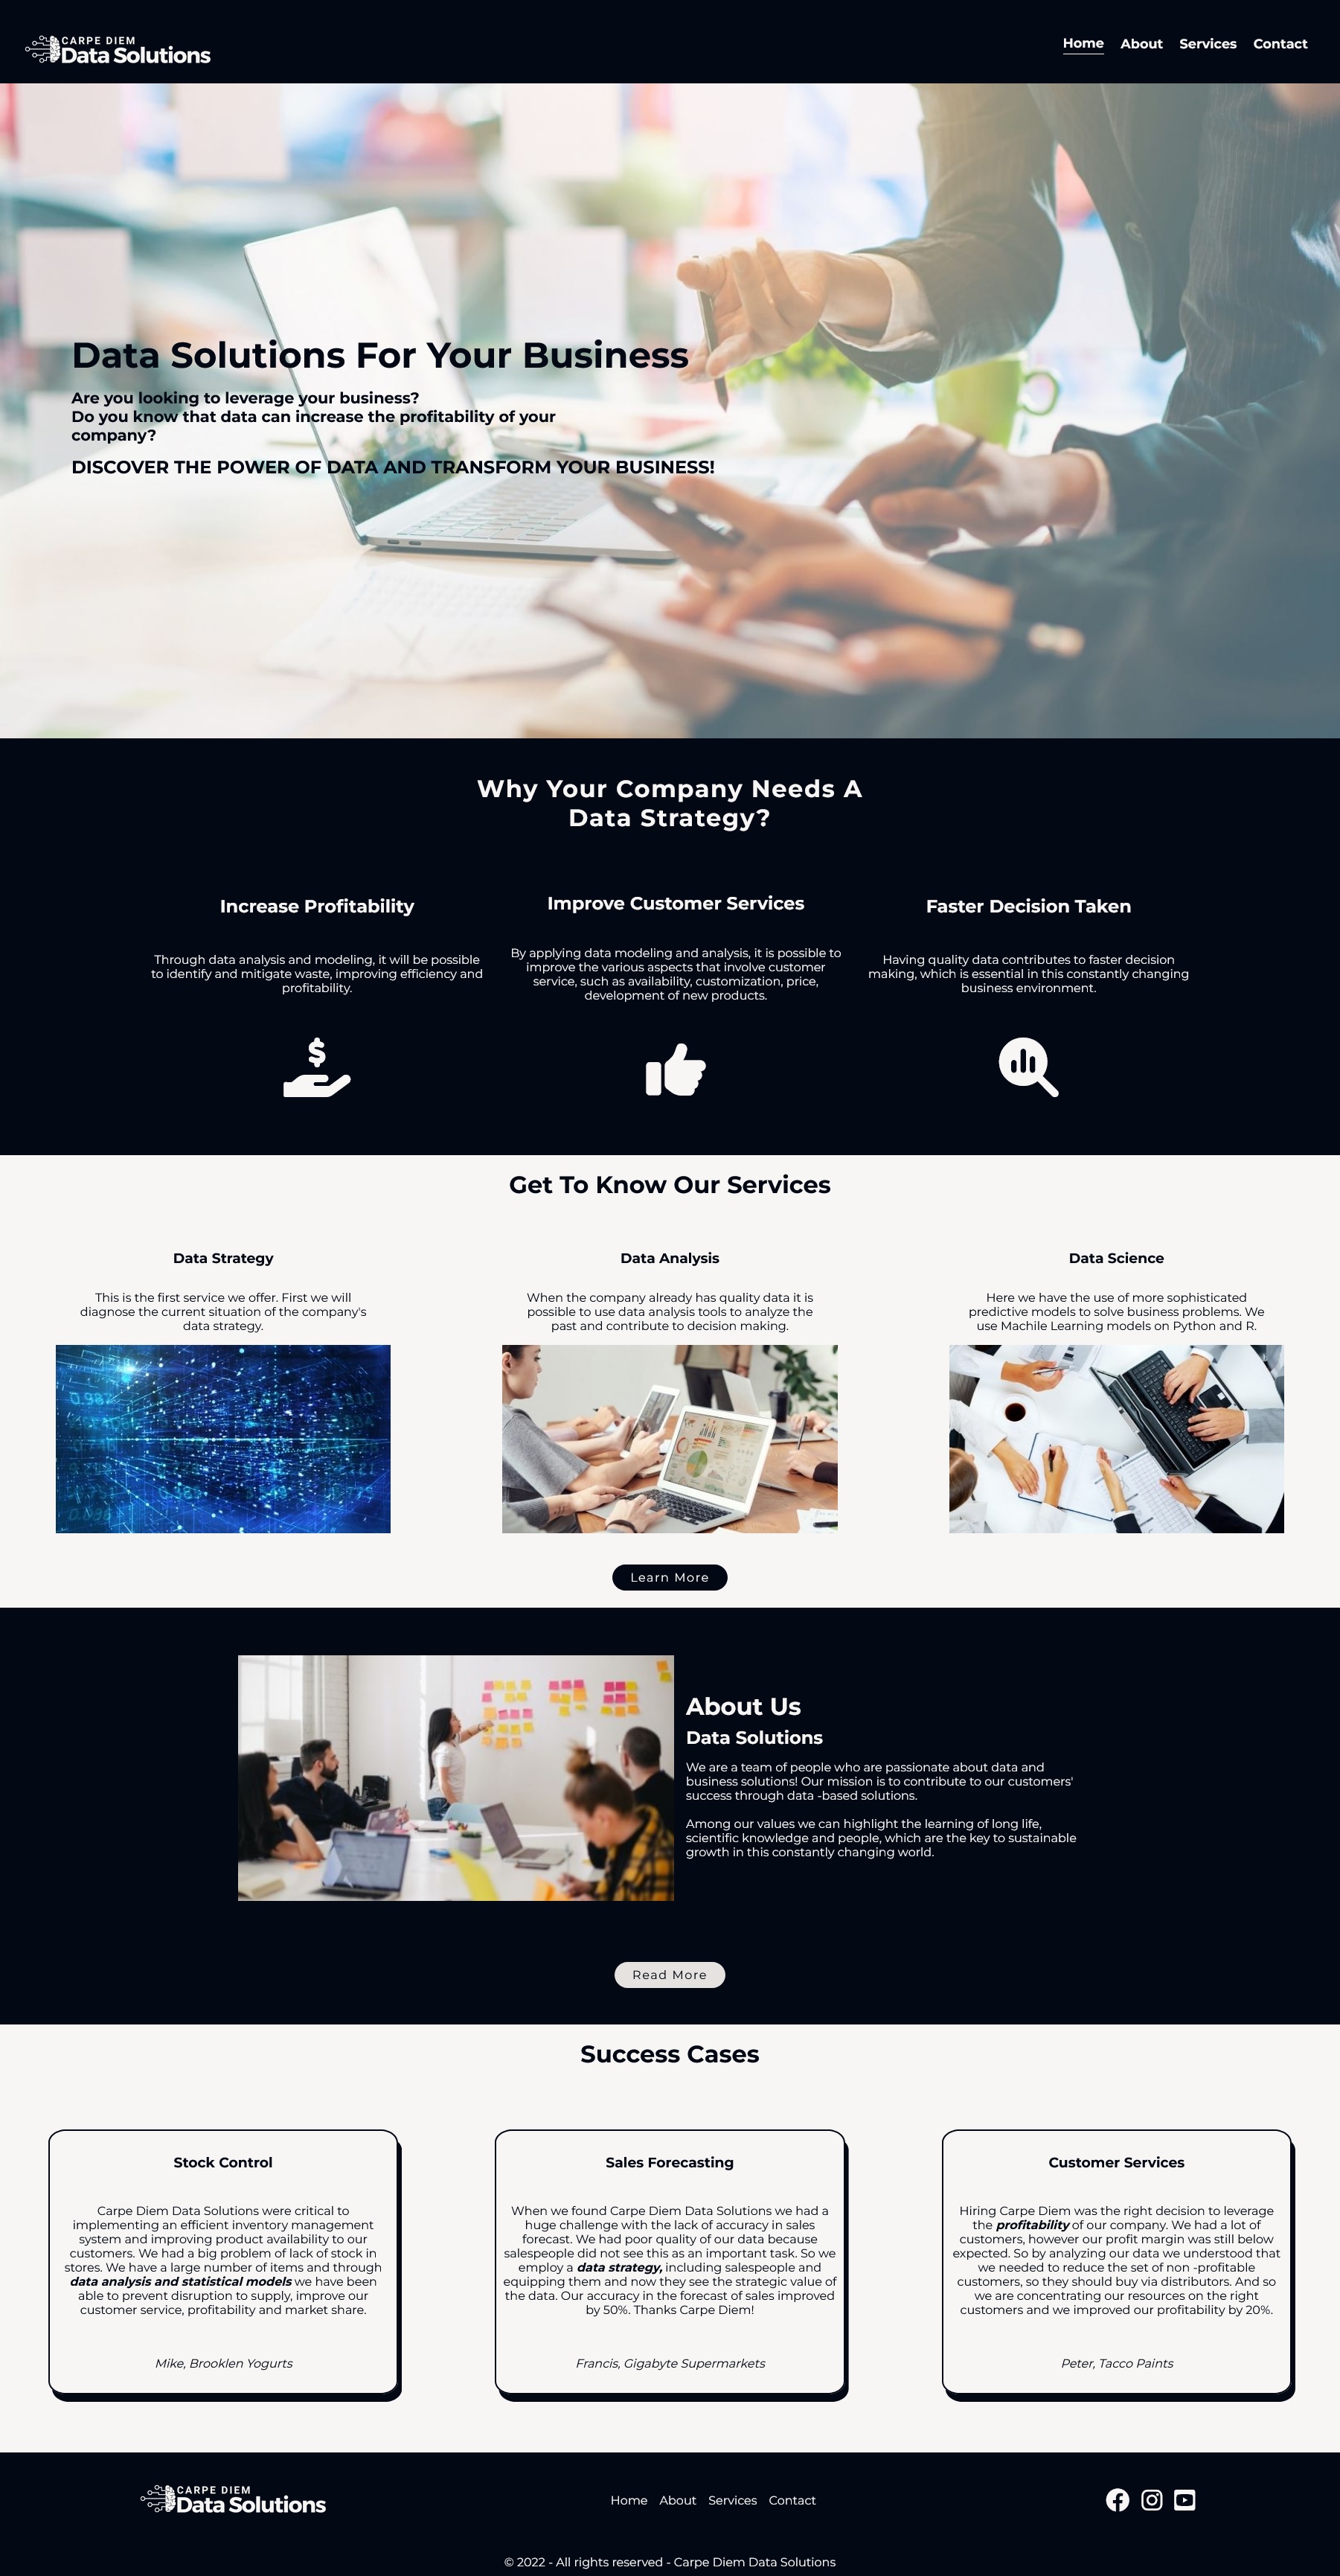 CARPE DIEM
Data Solutions
Home About Services Contact
Data Solutions For Your Business
Are you looking to leverage your business?
Do you know that data can increase the profitability of your
company?
DISCOVER THE POWER OF DATA AND TRANSFORM YOUR BUSINESS!
Why Your Company Needs A
Data Strategy?
Increase Profitability
Through data analysis and modeling, it will be possible
to identify and mitigate waste, improving efficiency and
profitability.
$
Improve Customer Services
By applying data modeling and analysis, it is possible to
improve the various aspects that involve customer
service, such as availability, customization, price,
development of new products.
Faster Decision Taken
Having quality data contributes to faster decision
making, which is essential in this constantly changing
business environment.
Get To Know Our Services
Data Strategy
This is the first service we offer. First we will
diagnose the current situation of the company's
data strategy.
Data Analysis
When the company already has quality data it is
possible to use data analysis tools to analyze the
past and contribute to decision making.
Data Science
Here we have the use of more sophisticated
predictive models to solve business problems. We
use Machile Learning models on Python and R.
Learn More
About Us
Data Solutions
We are a team of people who are passionate about data and
business solutions! Our mission is to contribute to our customers'
success through data -based solutions.
Among our values we can highlight the learning of long life,
scientific knowledge and people, which are the key to sustainable
growth in this constantly changing world.
Read More
Success Cases
Stock Control
Carpe Diem Data Solutions were critical to
implementing an efficient inventory management
system and improving product availability to our
customers. We had a big problem of lack of stock in
stores. We have a large number of items and through
data analysis and statistical models we have been
able to prevent disruption to supply, improve our
customer service, profitability and market share.
Mike, Brooklen Yogurts
Sales Forecasting
When we found Carpe Diem Data Solutions we had a
huge challenge with the lack of accuracy in sales
forecast. We had poor quality of our data because
salespeople did not see this as an important task. So we
employ a data strategy, including salespeople and
equipping them and now they see the strategic value of
the data. Our accuracy in the forecast of sales improved
by 50%. Thanks Carpe Diem!
Francis, Gigabyte Supermarkets
Customer Services
Hiring Carpe Diem was the right decision to leverage
the profitability of our company. We had a lot of
customers, however our profit margin was still below
expected. So by analyzing our data we understood that
we needed to reduce the set of non -profitable
customers, so they should buy via distributors. And so
we are concentrating our resources on the right
customers and we improved our profitability by 20%.
Peter, Tacco Paints
CARPE DIEM
Data Solutions
Home About Services Contact
© 2022 - All rights reserved - Carpe Diem Data Solutions